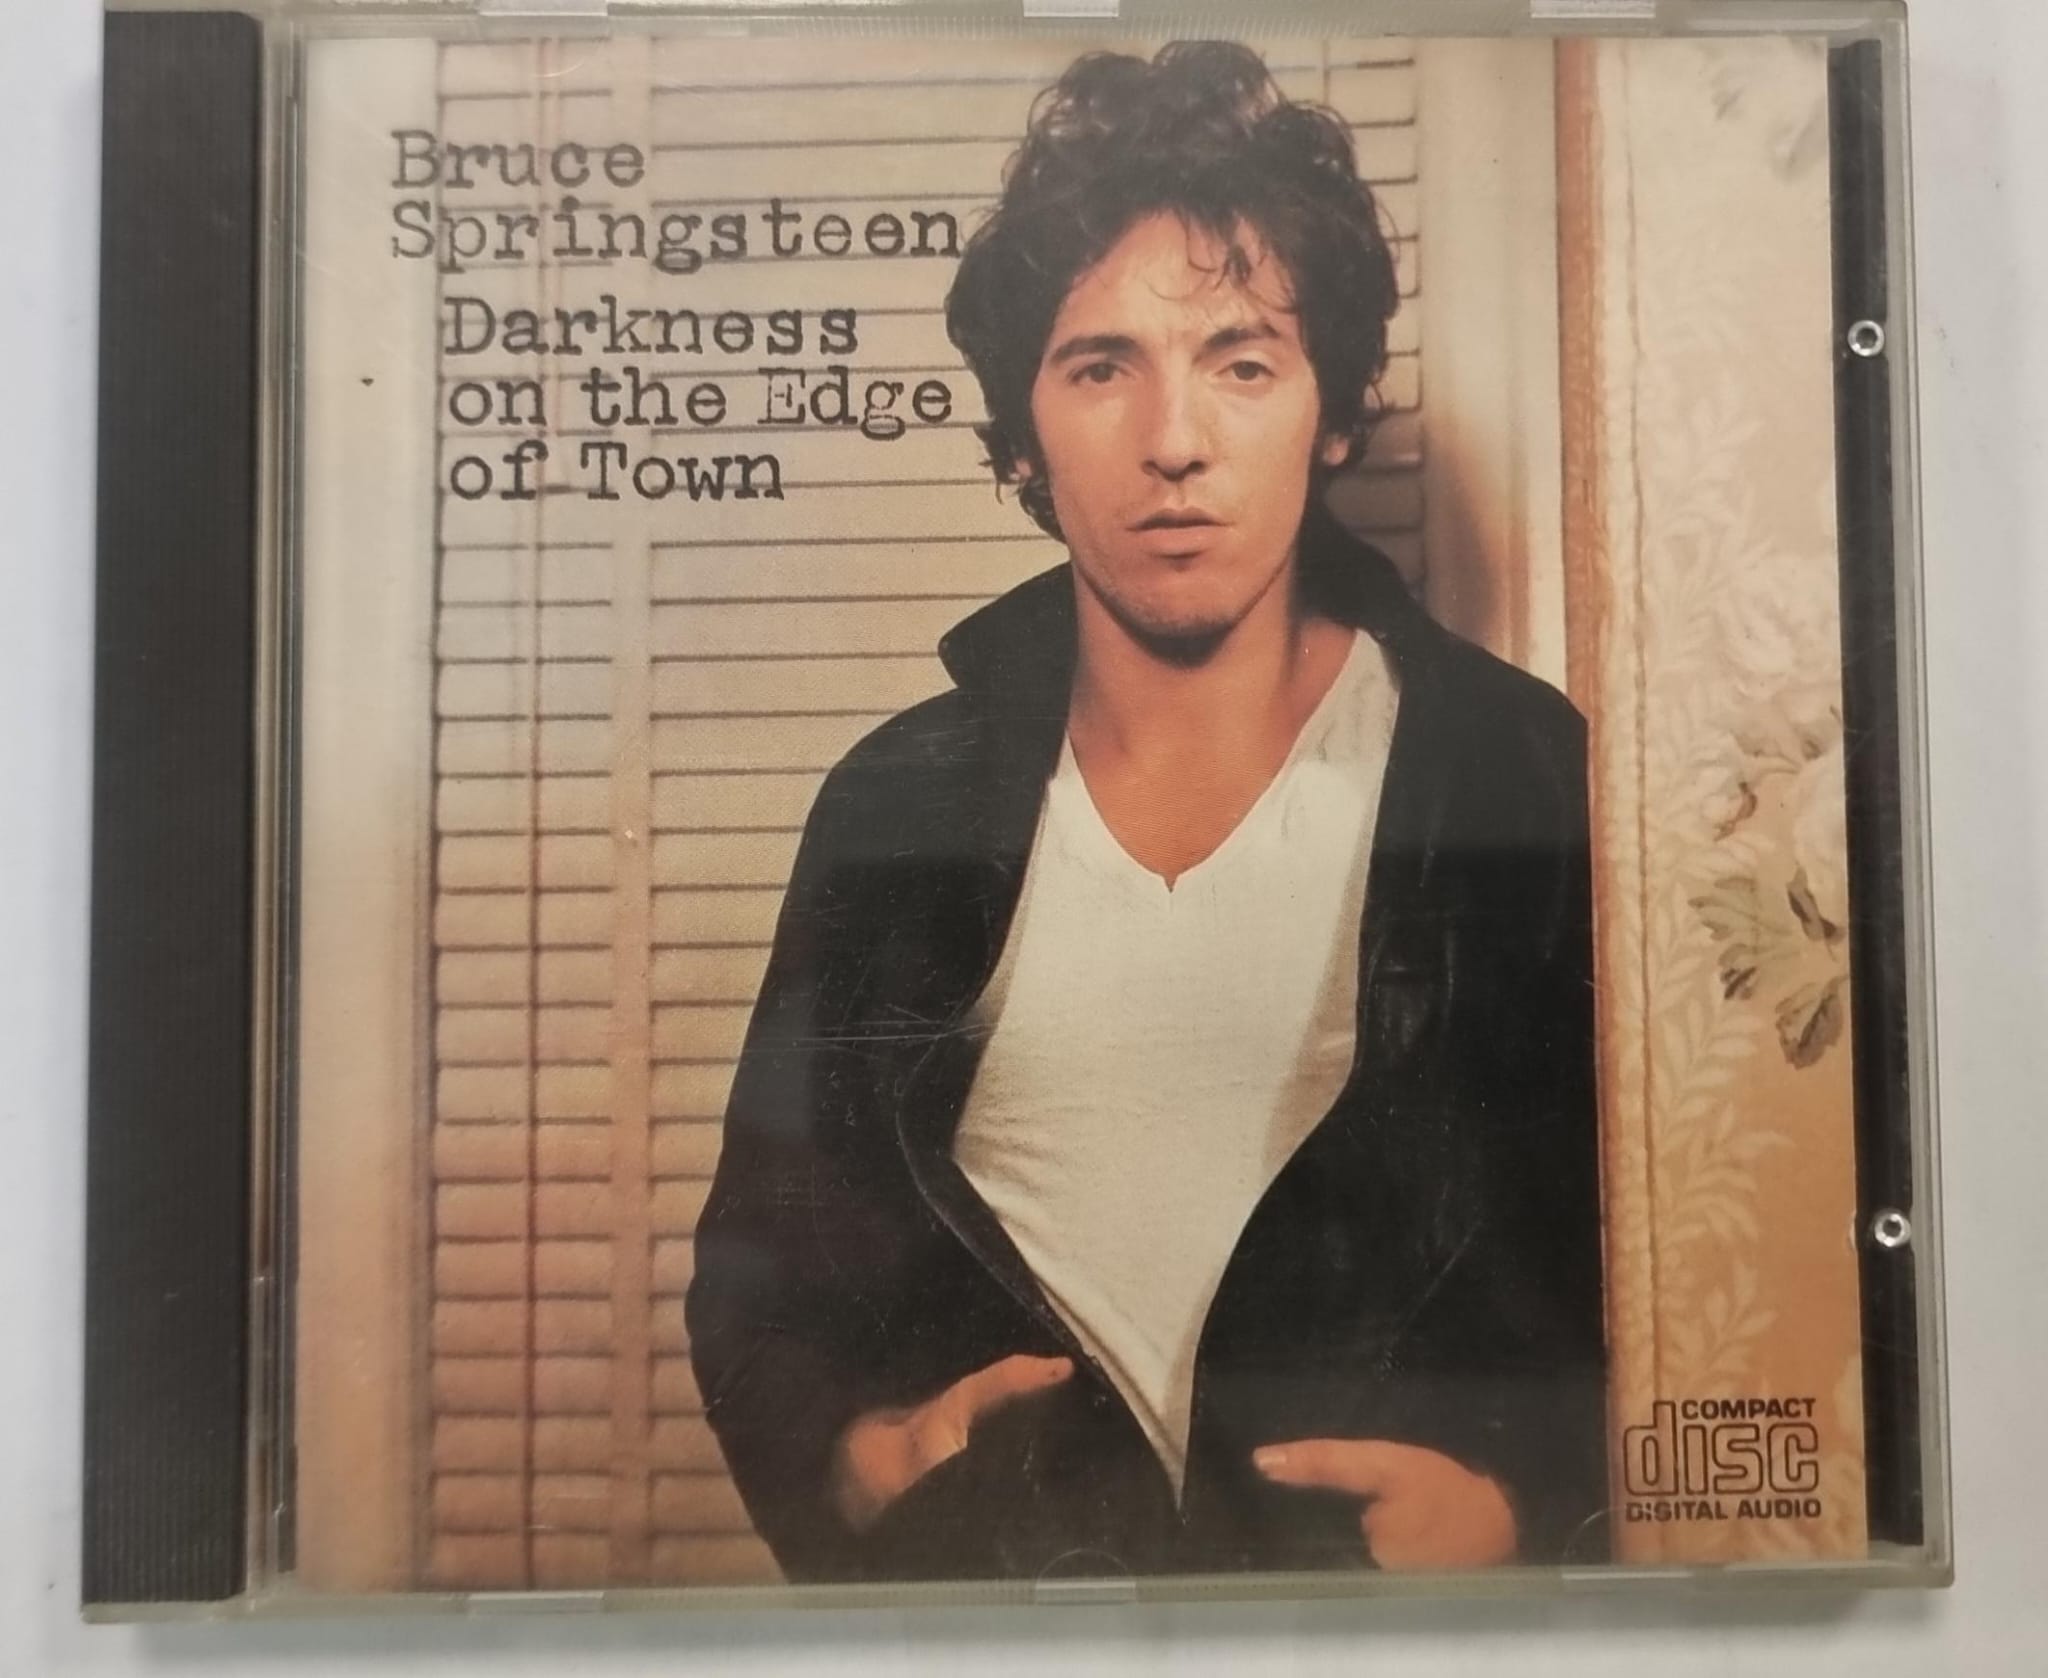 Bruce
Springsteen
Darkness
on the Edge
of Town
COMPACT
disc
DIGITAL AUDIO